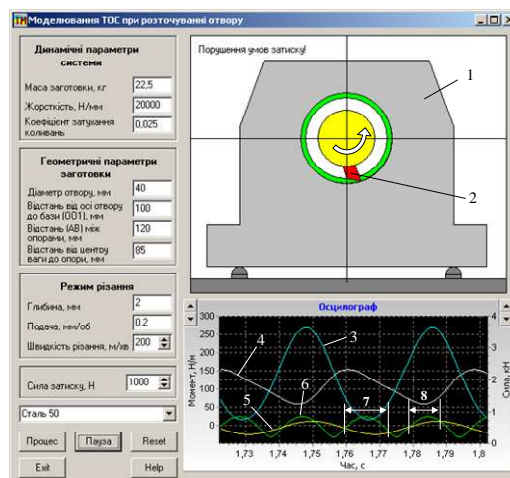 Моделювання ТОС при розточуванні отвору
Динамічні параметри
системи
Маса заготовки, кг 22,5
Жорсткість, Н/мм 20000
Коефіцієнт затухання
коливань 0,025
Геометричні параметри
заготовки
Діаметр отвору, мм 40
Відстань від осі отвору
до бази (ОО1), мм 100
Відстань (АВ) між
опорами, мм 120
Відстань від центру
ваги до опори, мм 85
Режим різання
Глибина, мм 2
Подача, мм/об 0.2
Швидкість різання, м/хв 200
Сила затиску, Н 1000
Сталь 50
Процес Пауза Reset
Exit Help
Порушення умов затиску!
1
2
Осцилограф
Момент, Н/м
300
250
200
150
100
50
0
4
3
2
1
0
Сила, кН
3
4
5
6
7
8
1,73 1,74 1,75 1,76 1,77 1,78 1,79 1,8
Час, с